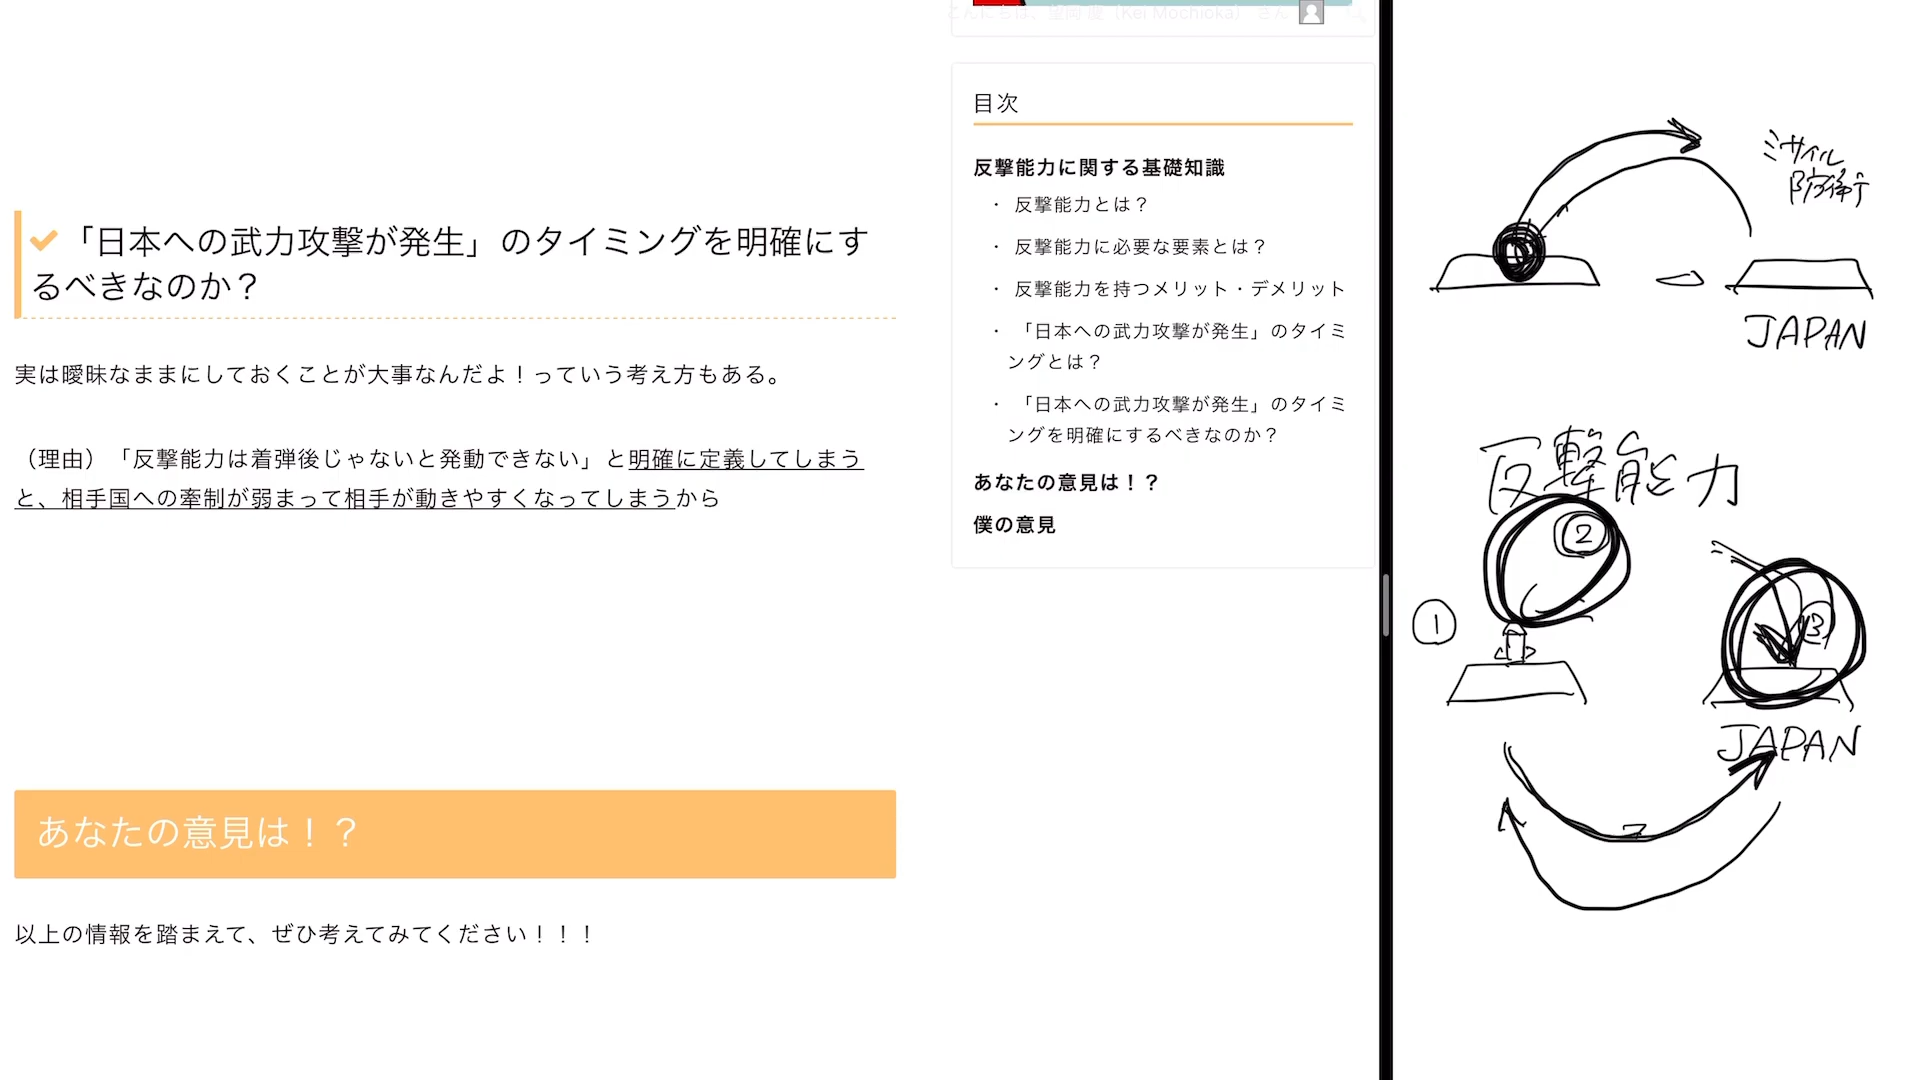 「日本への武力攻撃が発生」のタイミングを明確にす
るべきなのか？
実は曖昧なままにしておくことが大事なんだよ！っていう考え方もある。
（理由）「反撃能力は着弾後じゃないと発動できない」と明確に定義してしまう
と、相手国への牽制が弱まって相手が動きやすくなってしまうから
あなたの意見は！？
以上の情報を踏まえて、ぜひ考えてみてください！！！
こんにちは、望岡 慶（Kei Mochioka） さん
目次
反撃能力に関する基礎知識
・ 反撃能力とは？
・ 反撃能力に必要な要素とは？
・ 反撃能力を持つメリット・デメリット
・ 「日本への武力攻撃が発生」のタイミ
ングとは？
・ 「日本への武力攻撃が発生」のタイミ
ングを明確にするべきなのか？
あなたの意見は！？
僕の意見
ミサイル
防衛
JAPAN
反撃能力
②
①
③
JAPAN